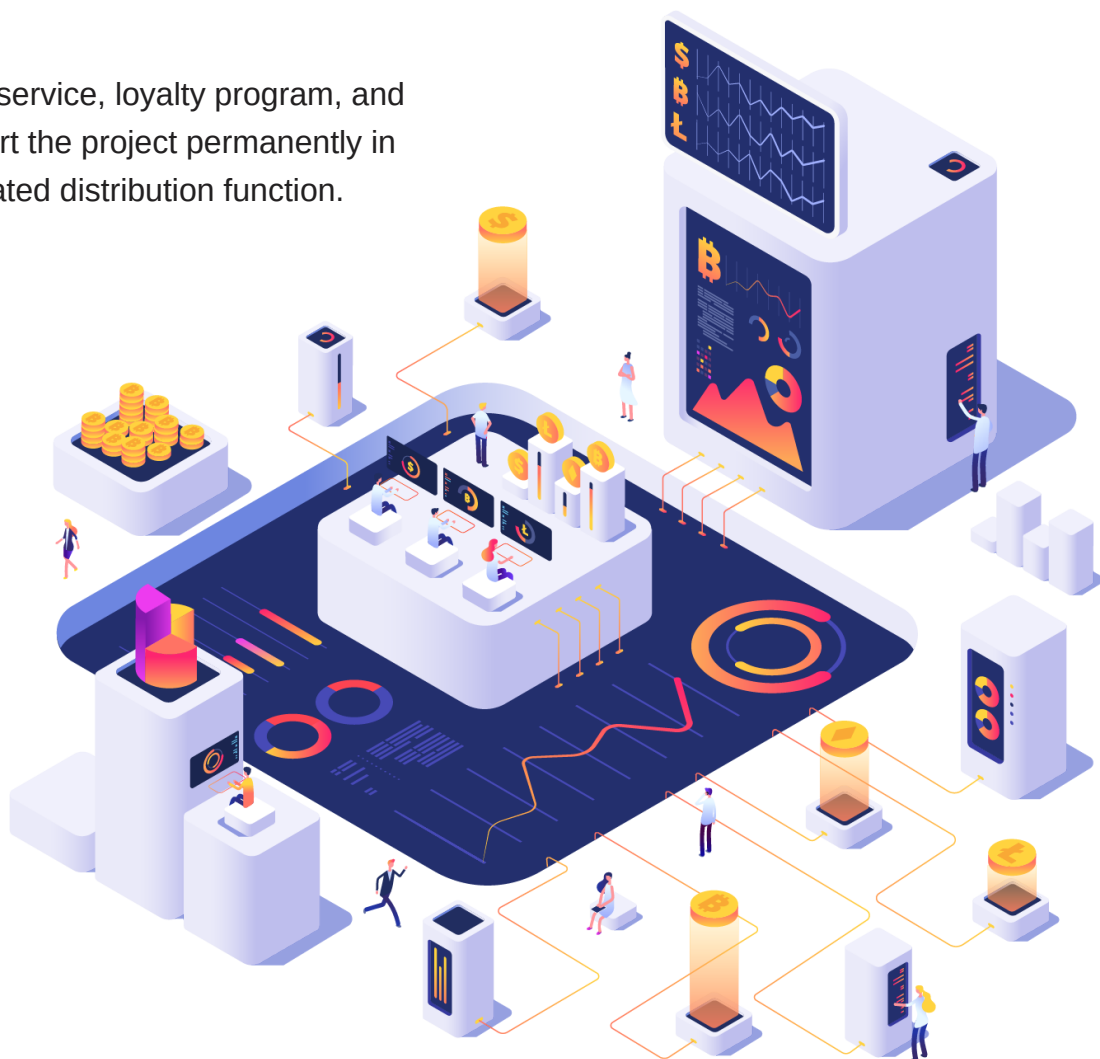 service, loyalty program, and
rt the project permanently in
ated distribution function.